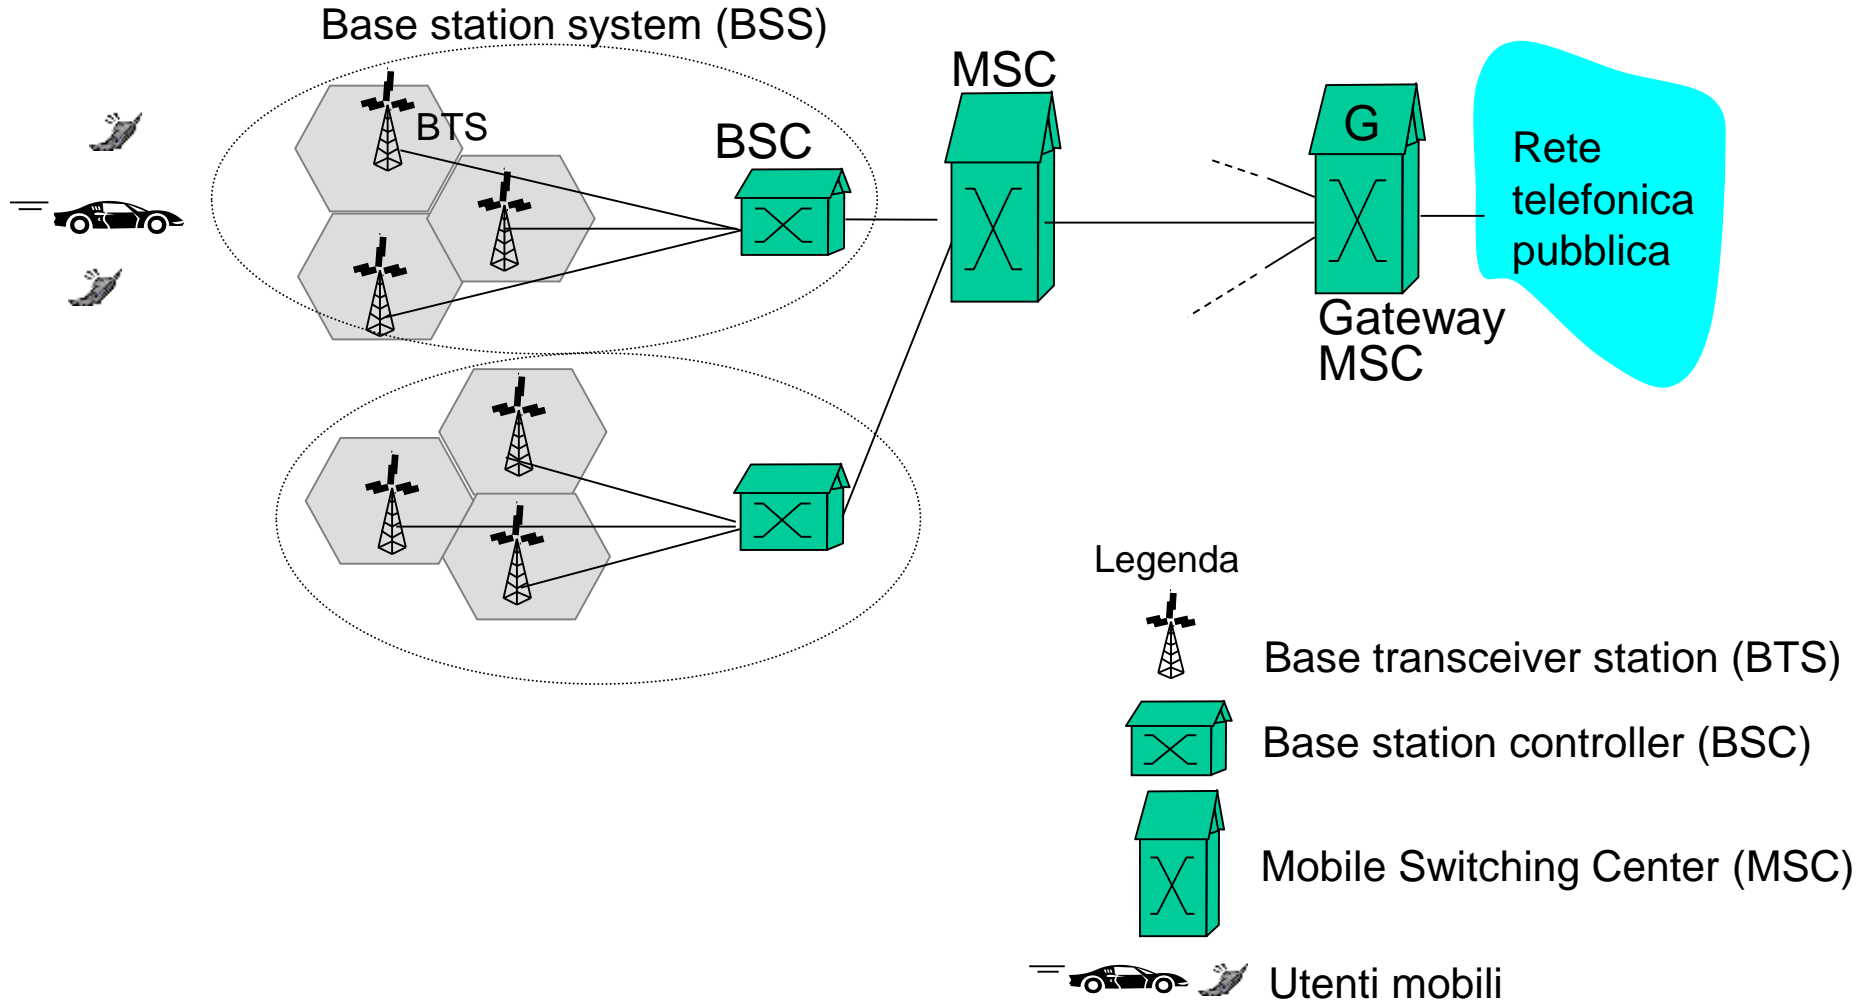 Base station system (BSS)
MSC
BTS
BSC
G
Rete
telefonica
pubblica
Gateway
MSC
Legenda
Base transceiver station (BTS)
Base station controller (BSC)
Mobile Switching Center (MSC)
Utenti mobili